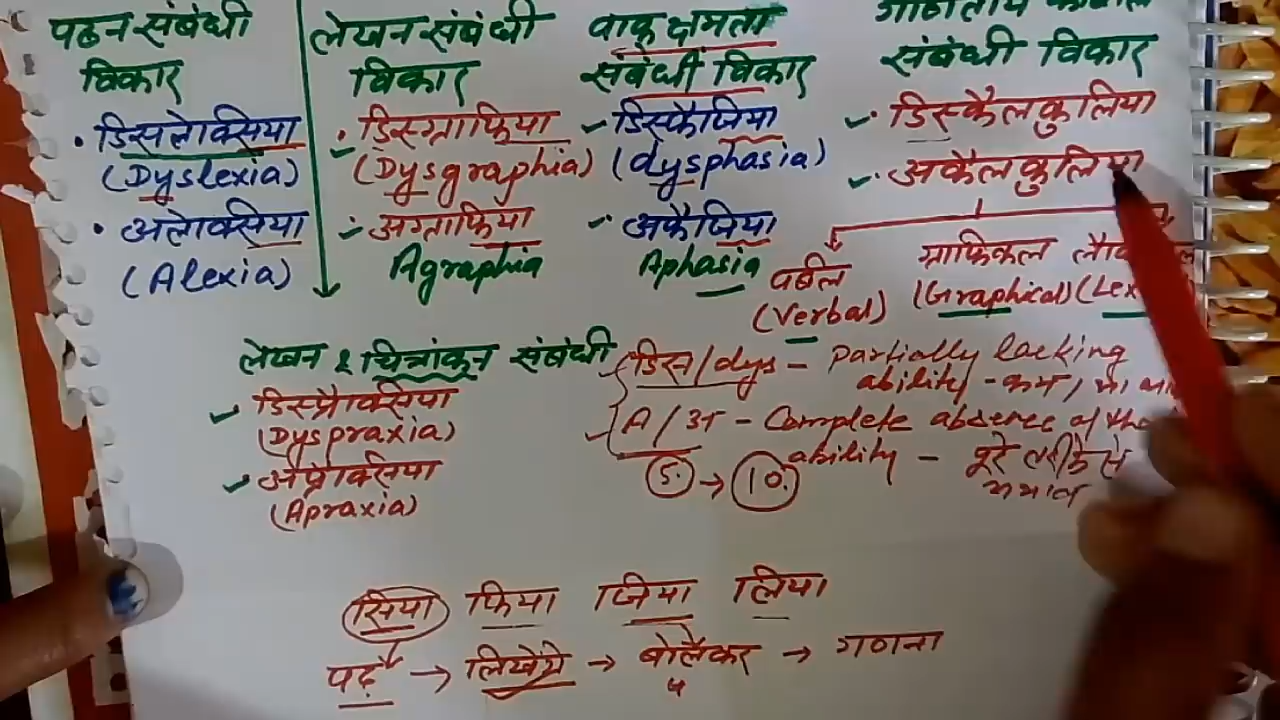 पठन संबंधी
विकार
• डिसलेक्सिया
(Dyslexia)
• अलेक्सिया
(Alexia)
लेखन संबंधी
विकार
• डिस्ग्राफिया
(Dysgraphia)
• अग्राफिया
Agraphia
वाक् क्षमता
संबंधी विकार
डिस्फैजिया
(dysphasia)
अफैजिया
Aphasia
संबंधी विकार
• डिस्कैलकुलिया
• अकैलकुलिया
वर्बल
(Verbal)
ग्राफिकल
(Graphical)
लेखन & चित्रांकन संबंधी
डिस्प्रैक्सिया
(Dyspraxia)
अप्रैक्सिया
(Apraxia)
डिस/dys - Partially lacking
ability - कम /
A/अ - Complete absence of
ability - पूरे तरीके से
अभाव
5. → 10.
सिया फिया जिया लिया
पढ़ै → लिखेंगे → बोलकर → गणना